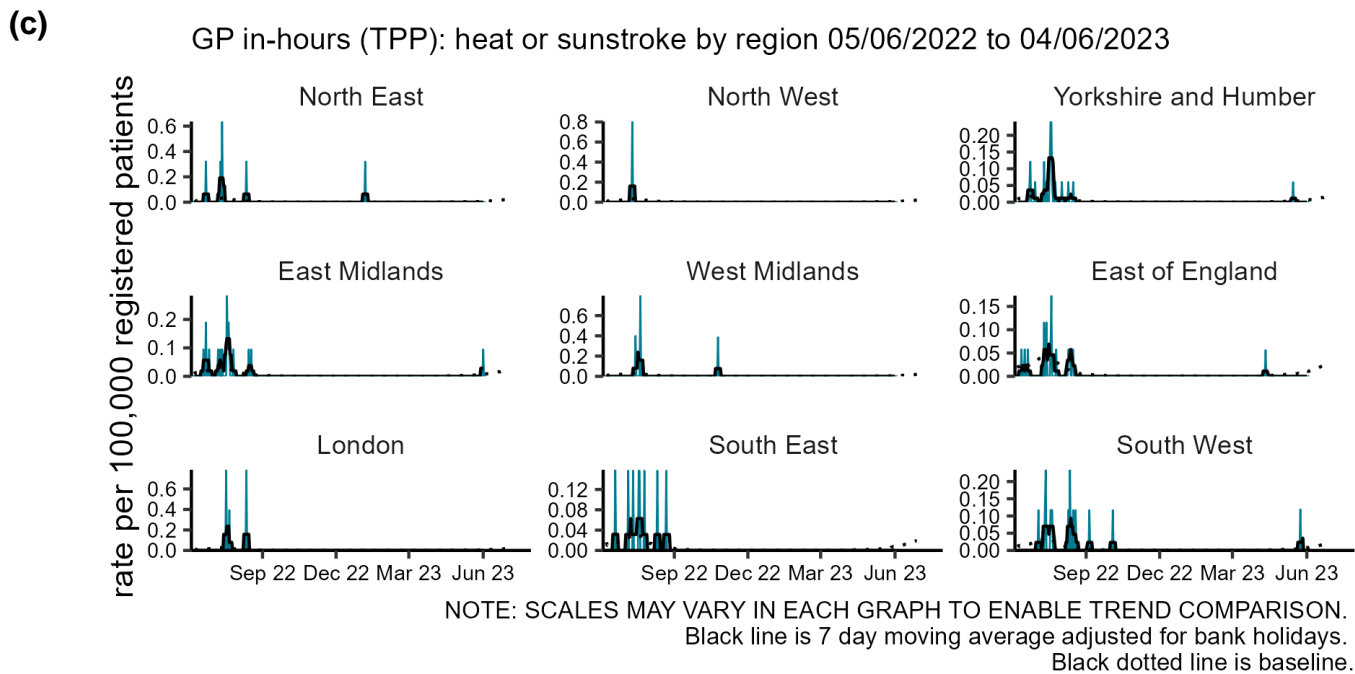 (c)
GP in-hours (TPP): heat or sunstroke by region 05/06/2022 to 04/06/2023
rate per 100,000 registered patients
North East
0.6
0.4
0.2
0.0
North West
0.8
0.6
0.4
0.2
0.0
Yorkshire and Humber
0.20
0.15
0.10
0.05
0.00
East Midlands
0.2
0.1
0.0
West Midlands
0.6
0.4
0.2
0.0
East of England
0.15
0.10
0.05
0.00
London
0.6
0.4
0.2
0.0
South East
0.12
0.08
0.04
0.00
South West
0.20
0.15
0.10
0.05
0.00
Sep 22 Dec 22 Mar 23 Jun 23
Sep 22 Dec 22 Mar 23 Jun 23
Sep 22 Dec 22 Mar 23 Jun 23
NOTE: SCALES MAY VARY IN EACH GRAPH TO ENABLE TREND COMPARISON.
Black line is 7 day moving average adjusted for bank holidays.
Black dotted line is baseline.